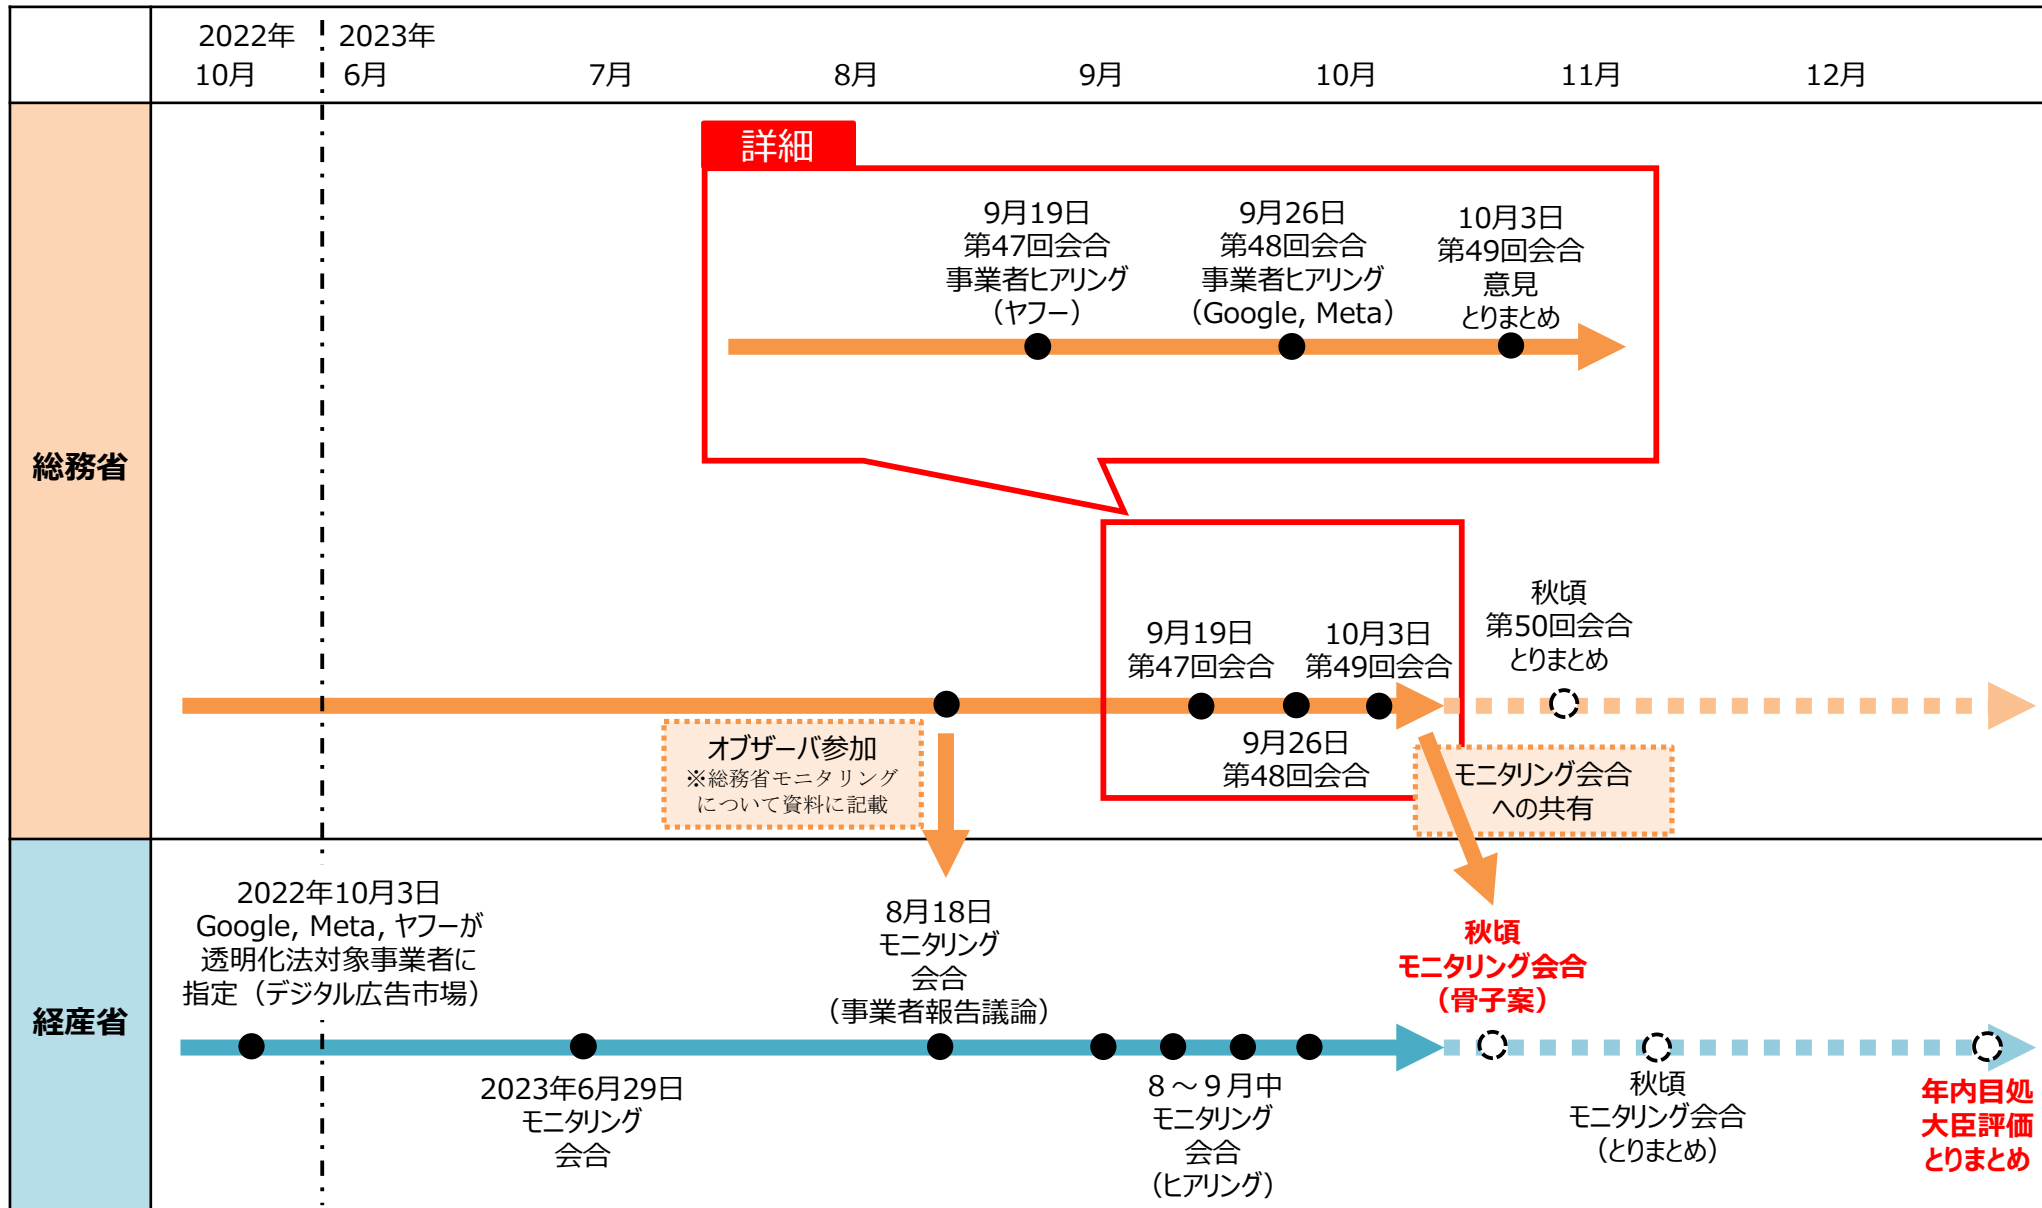 2022年
10月
2023年
6月
7月
8月
9月
10月
11月
12月
総務省
詳細
9月19日
第47回会合
事業者ヒアリング
（ヤフー）
9月26日
第48回会合
事業者ヒアリング
（Google, Meta）
10月3日
第49回会合
意見
とりまとめ
9月19日
第47回会合
10月3日
第49回会合
9月26日
第48回会合
秋頃
第50回会合
とりまとめ
オブザーバ参加
※総務省モニタリング
について資料に記載
モニタリング会合
への共有
経産省
2022年10月3日
Google, Meta, ヤフーが
透明化法対象事業者に
指定（デジタル広告市場）
2023年6月29日
モニタリング
会合
8月18日
モニタリング
会合
（事業者報告議論）
８～９月中
モニタリング
会合
（ヒアリング）
秋頃
モニタリング会合
（骨子案）
秋頃
モニタリング会合
（とりまとめ）
年内目処
大臣評価
とりまとめ